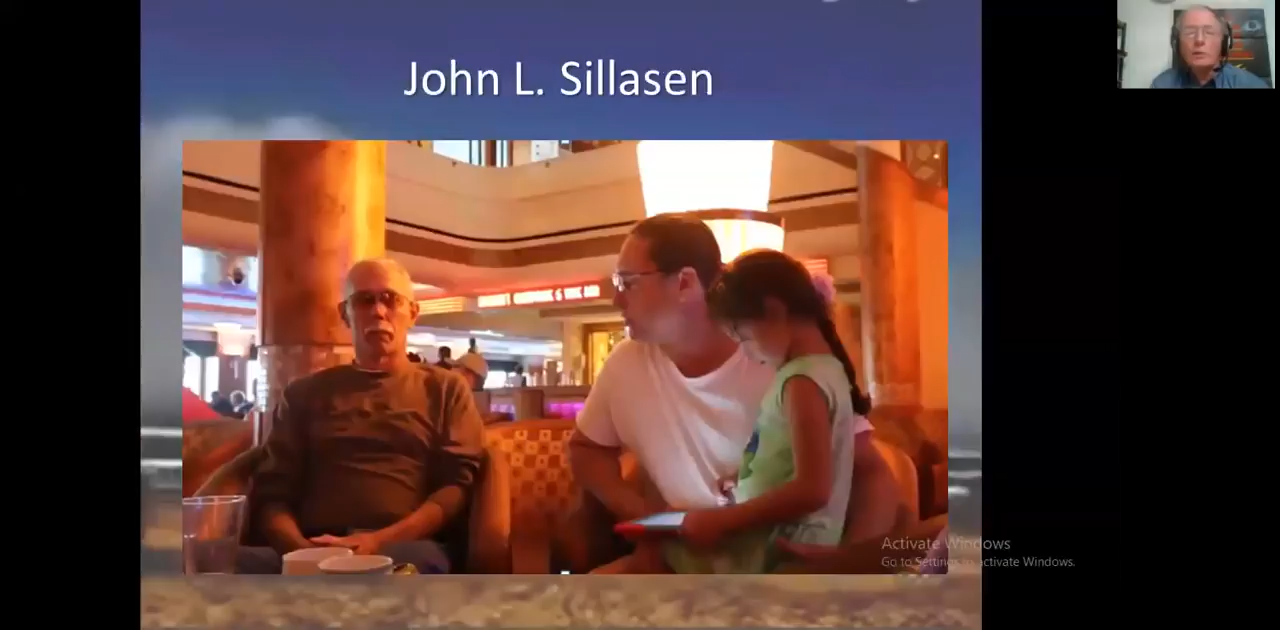 John L. Sillasen
Activate Windows
Go to Settings to activate Windows.